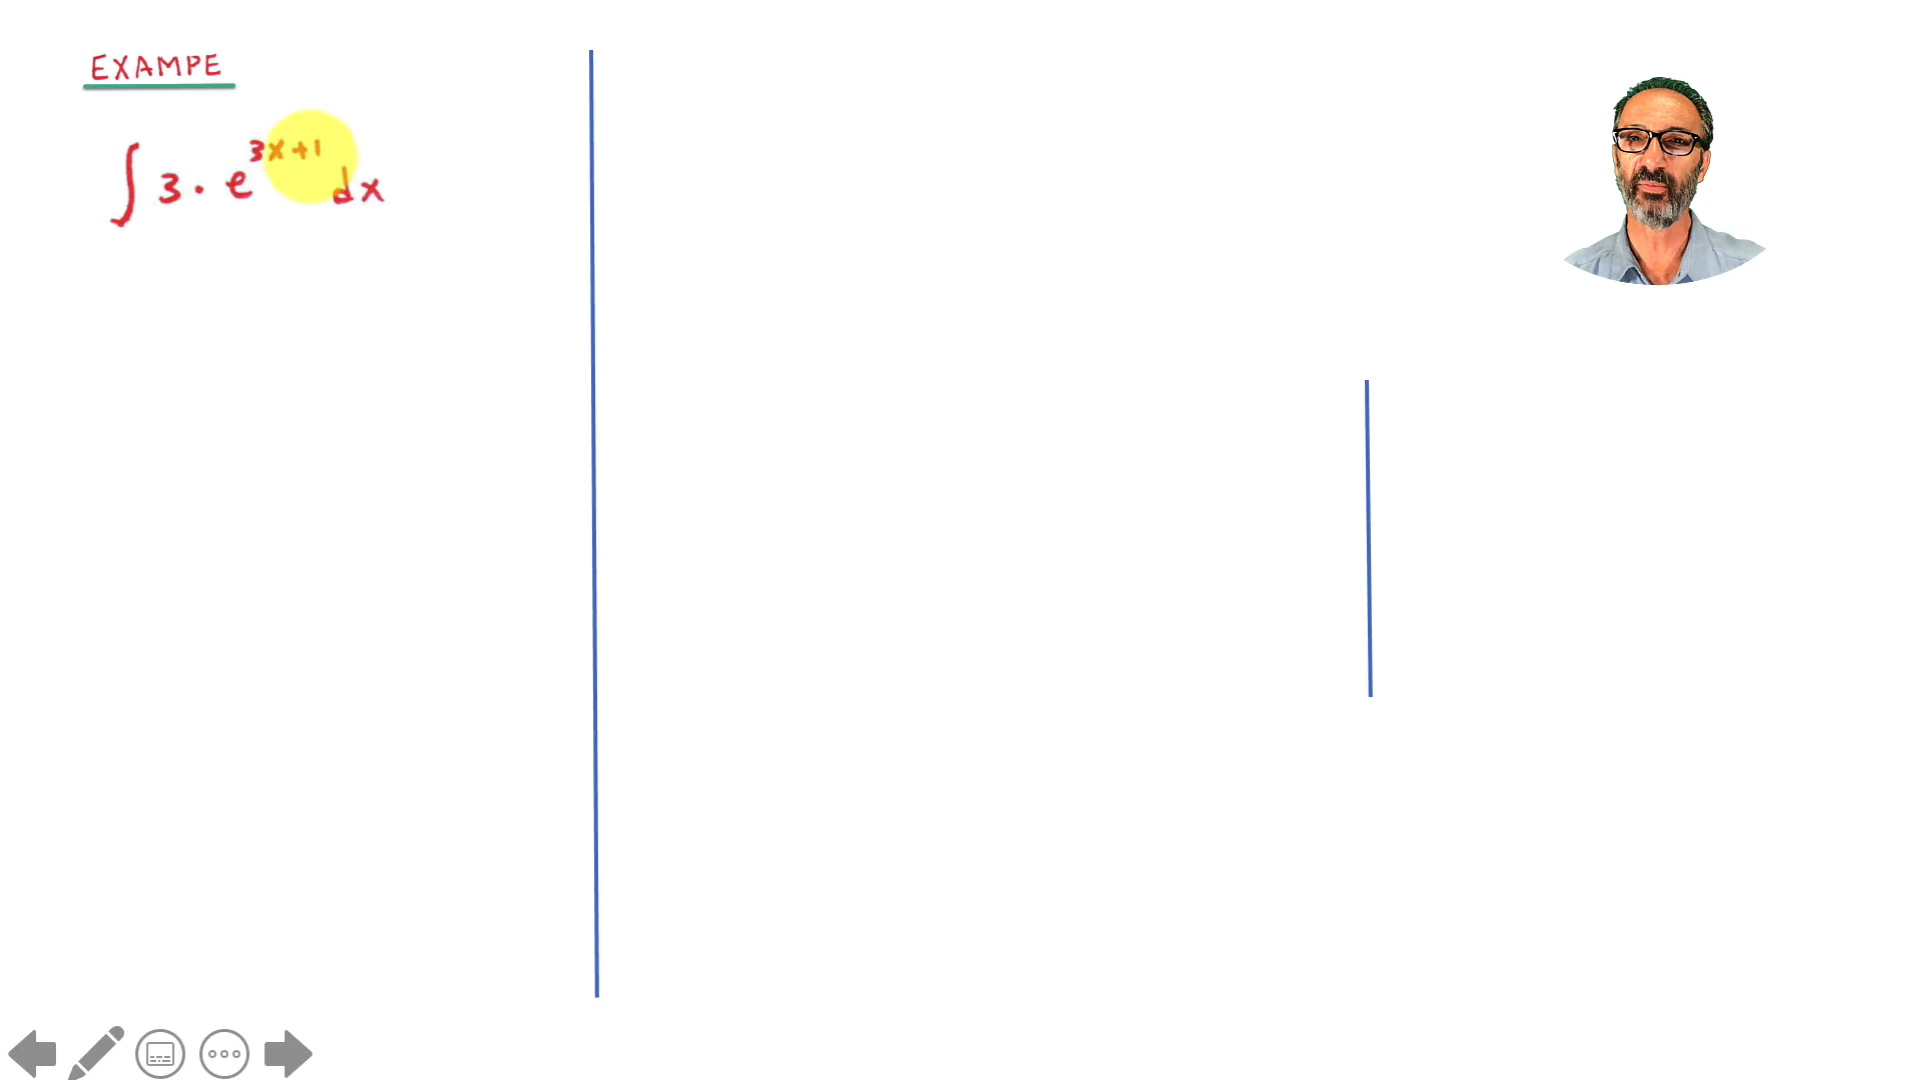 EXAMPE
∫ 3 · e^{3x+1} dx